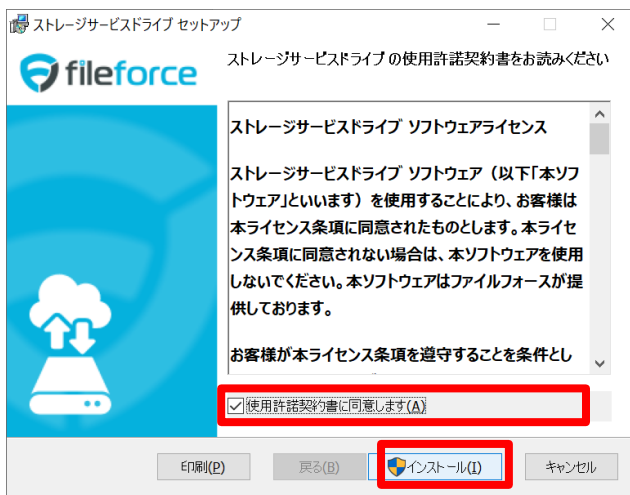 ストレージサービスドライブ セットアップ
fileforce
ストレージサービスドライブ の使用許諾契約書をお読みください
ストレージサービスドライブ ソフトウェアライセンス
ストレージサービスドライブ ソフトウェア（以下「本ソフ
トウェア」といいます）を使用することにより、お客様は
本ライセンス条項に同意されたものとします。本ライセ
ンス条項に同意されない場合は、本ソフトウェアを使用
しないでください。本ソフトウェアはファイルフォースが提
供しております。
お客様が本ライセンス条項を遵守することを条件とし
使用許諾契約書に同意します(A)
印刷(P)
戻る(B)
インストール(I)
キャンセル